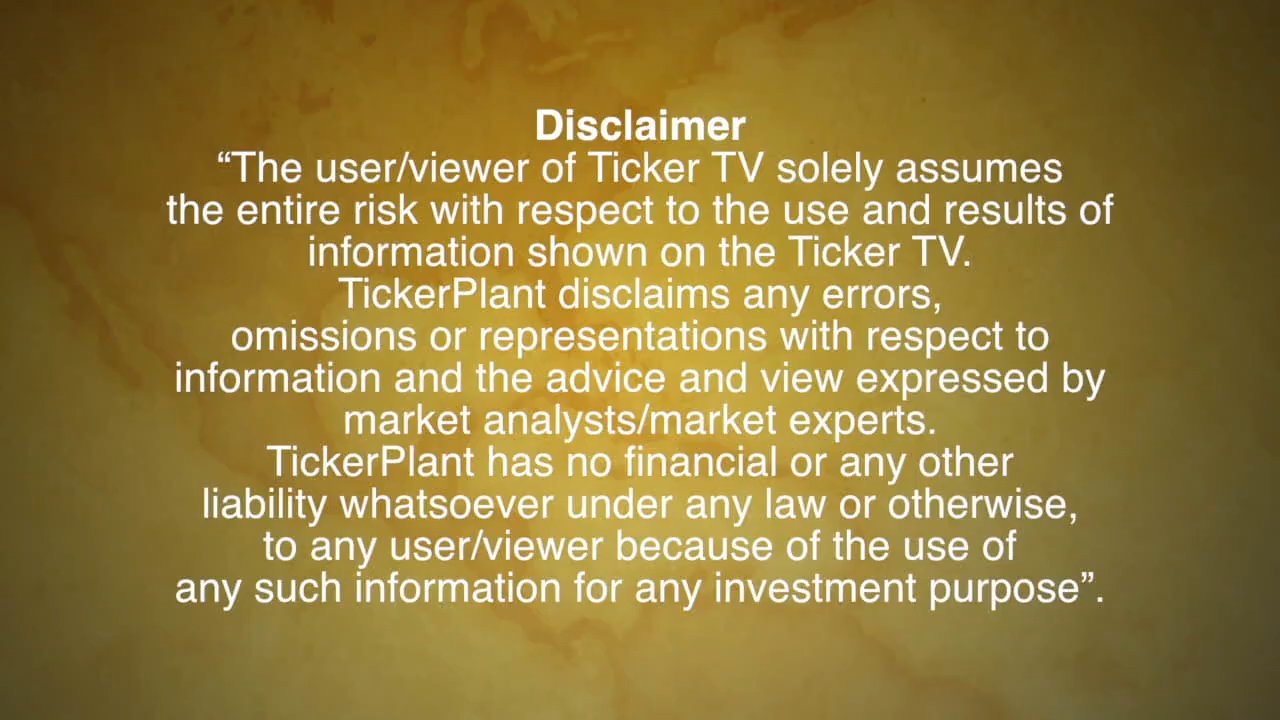 Disclaimer
“The user/viewer of Ticker TV solely assumes
the entire risk with respect to the use and results of
information shown on the Ticker TV.
TickerPlant disclaims any errors,
omissions or representations with respect to
information and the advice and view expressed by
market analysts/market experts.
TickerPlant has no financial or any other
liability whatsoever under any law or otherwise,
to any user/viewer because of the use of
any such information for any investment purpose”.